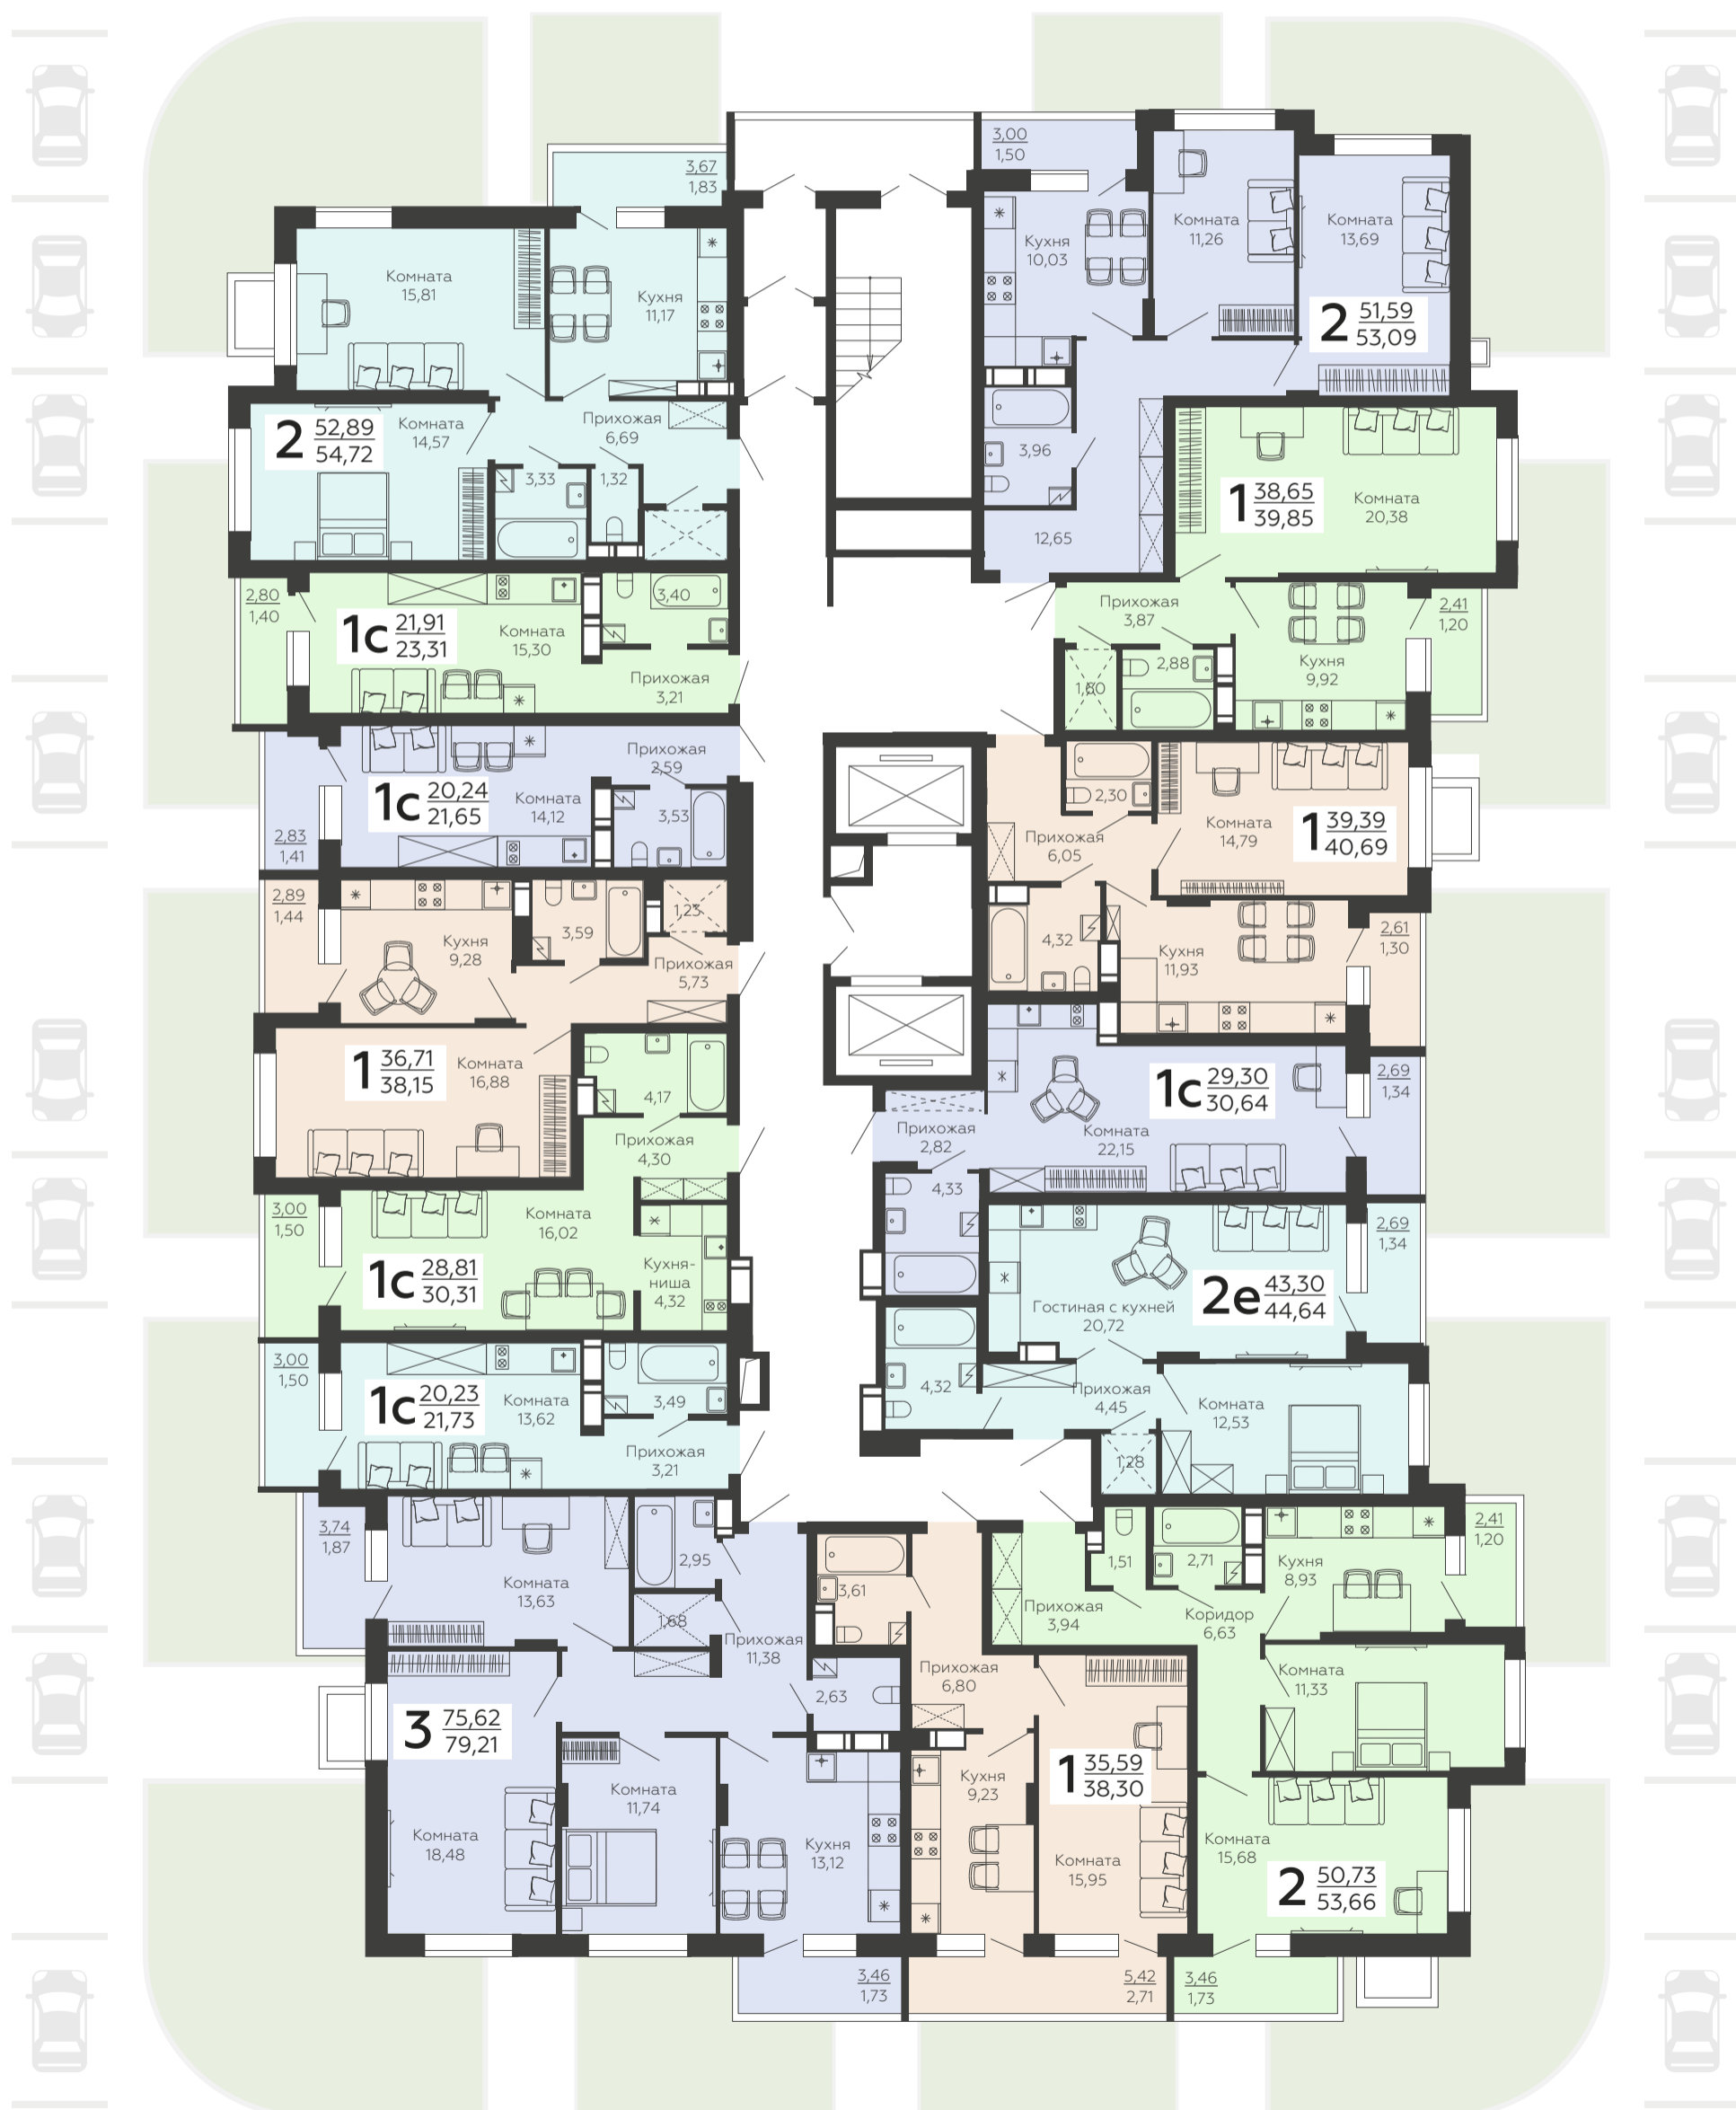 3,67
1,83
Комната
15,81
Кухня
11,17
2
52,89
54,72
Комната
14,57
Прихожая
6,69
3,33
1,32
3,00
1,50
Кухня
10,03
Комната
11,26
Комната
13,69
2
51,59
53,09
3,96
12,65
1
38,65
39,85
Комната
20,38
Прихожая
3,87
1,60
2,88
Кухня
9,92
2,41
1,20
2,80
1,40
1с
21,91
23,31
Комната
15,30
3,40
Прихожая
3,21
1с
20,24
21,65
Комната
14,12
Прихожая
2,59
3,53
2,83
1,41
2,30
Прихожая
6,05
Комната
14,79
1
39,39
40,69
4,32
Кухня
11,93
2,61
1,30
2,89
1,44
Кухня
9,28
3,59
1,23
Прихожая
5,73
1
36,71
38,15
Комната
16,88
4,17
Прихожая
4,30
1с
29,30
30,64
2,69
1,34
Прихожая
2,82
Комната
22,15
4,33
3,00
1,50
Комната
16,02
1с
28,81
30,31
Кухня-
ниша
4,32
2,69
1,34
2е
43,30
44,64
Гостиная с кухней
20,72
4,32
Прихожая
4,45
Комната
12,53
1,28
3,00
1,50
1с
20,23
21,73
Комната
13,62
3,49
Прихожая
3,21
3,74
1,87
Комната
13,63
2,95
1,68
Прихожая
11,38
2,63
3
75,62
79,21
Комната
18,48
Комната
11,74
Кухня
13,12
3,46
1,73
3,61
Прихожая
6,80
Кухня
9,23
1
35,59
38,30
Комната
15,95
5,42
2,71
Прихожая
3,94
1,51
2,71
Коридор
6,63
Кухня
8,93
2,41
1,20
Комната
11,33
Комната
15,68
2
50,73
53,66
3,46
1,73